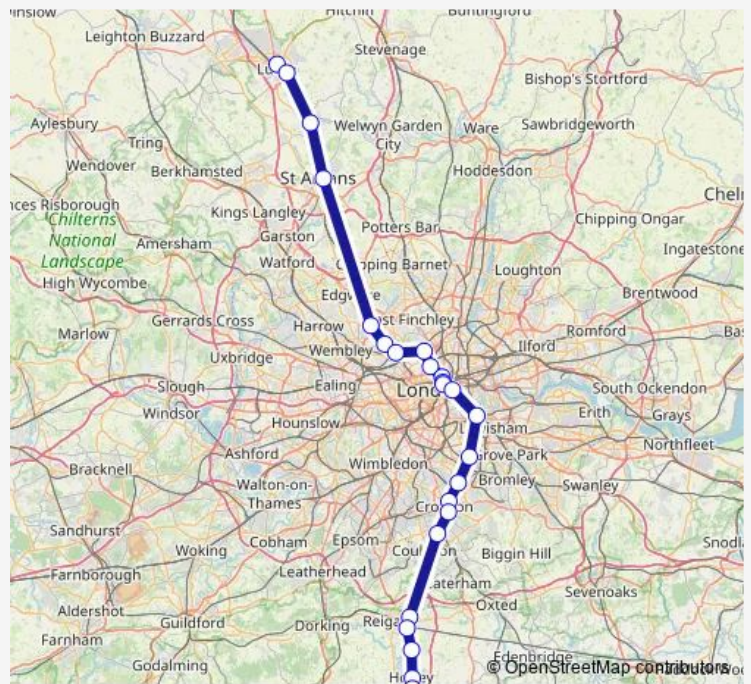 Hitchin
Buntingford
Leighton Buzzard
Stevenage
Bishop's Stortford
Aylesbury
Tring
Welwyn Garden
City
Ware
Sawbridgeworth
Wendover
Berkhamsted
Hoddesdon
Kings Langley
Chilterns
National
Landscape
Garston
Potters Bar
Chipping Ongar
Amersham
Watford
Loughton
Ingatestone
High Wycombe
Brentwood
Gerrards Cross
Harrow
Marlow
Wembley
Ilford
Romford
Uxbridge
Slough
Ealing
South Ockendon
Windsor
Hounslow
Erith
Grays
Ashford
Northfleet
Bracknell
Wimbledon
Walton-on-
Thames
Bromley
Swanley
Sandhurst
Cobham
Epsom
Woking
Biggin Hill
Farnborough
Leatherhead
Sevenoaks
Aldershot
Guildford
Oxted
Dorking
Farnham
Godalming
Edenbridge
© OpenStreetMap contributors